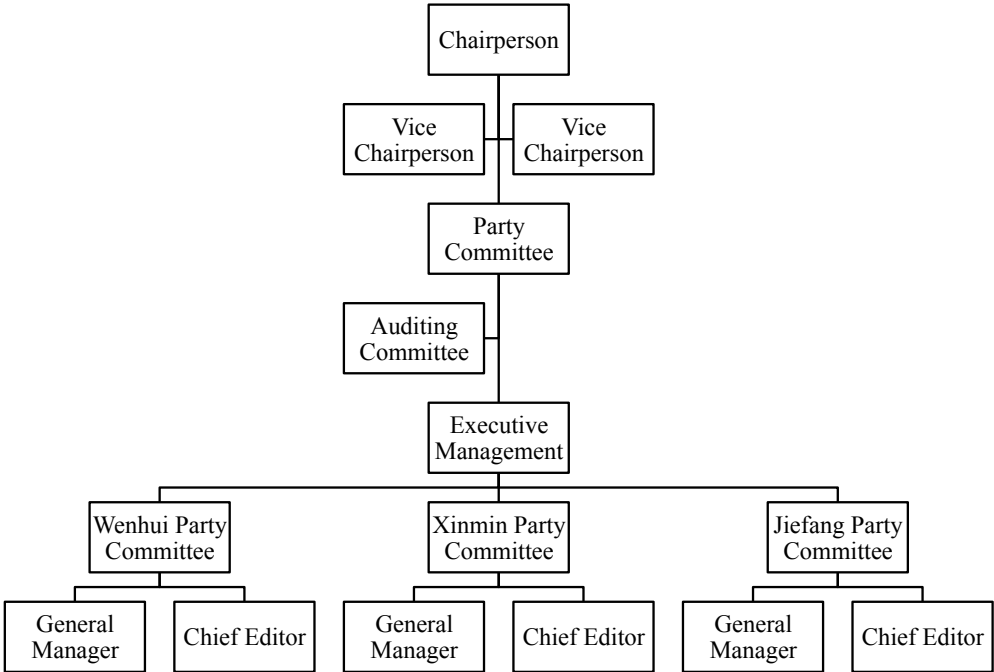 Chairperson
Vice
Chairperson
Vice
Chairperson
Party
Committee
Auditing
Committee
Executive
Management
Wenhui Party
Committee
Xinmin Party
Committee
Jiefang Party
Committee
General
Manager
Chief Editor
General
Manager
Chief Editor
General
Manager
Chief Editor